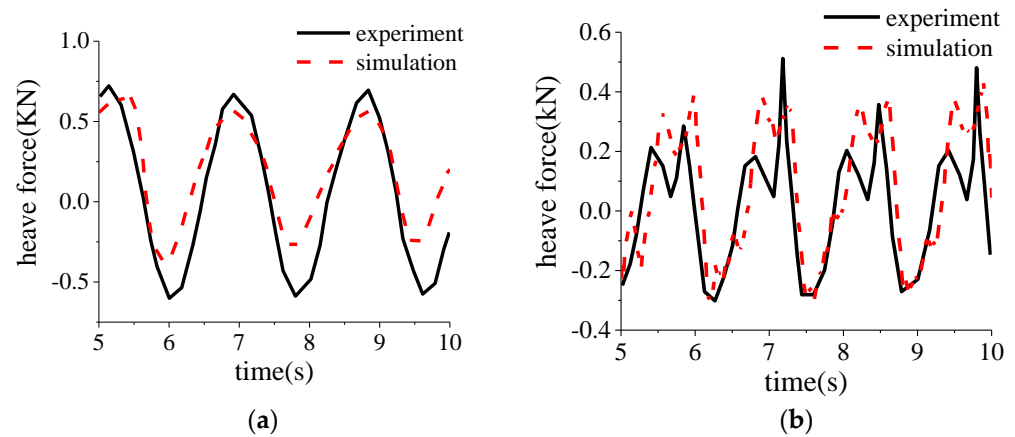 experiment
simulation
heave force(KN)
1.0
0.5
0.0
-0.5
5 6 7 8 9 10
time(s)
(a)
experiment
simulation
heave force(kN)
0.6
0.4
0.2
0.0
-0.2
-0.4
5 6 7 8 9 10
time(s)
(b)